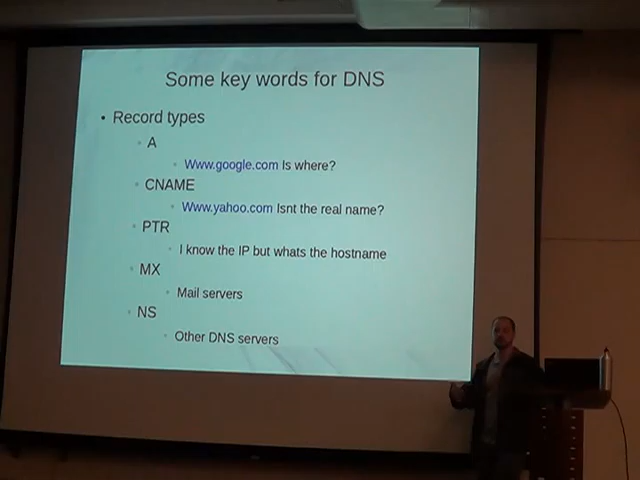 Some key words for DNS
• Record types
• A
• Www.google.com Is where?
• CNAME
• Www.yahoo.com Isnt the real name?
• PTR
• I know the IP but whats the hostname
• MX
• Mail servers
• NS
• Other DNS servers